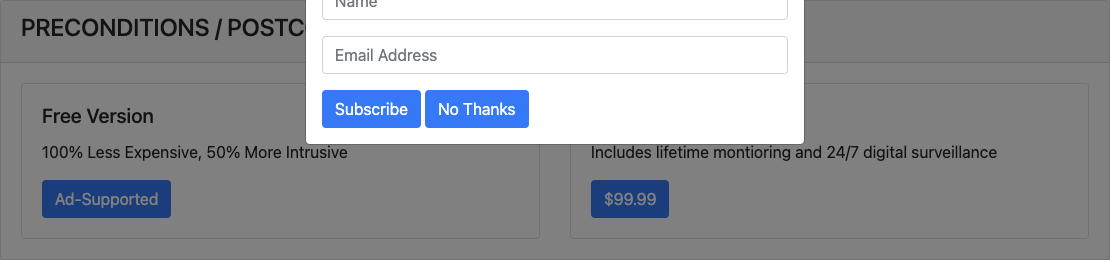 Name
PRECONDITIONS / POSTC
Email Address
Subscribe No Thanks
Free Version
100% Less Expensive, 50% More Intrusive
Ad-Supported
Includes lifetime montioring and 24/7 digital surveillance
$99.99